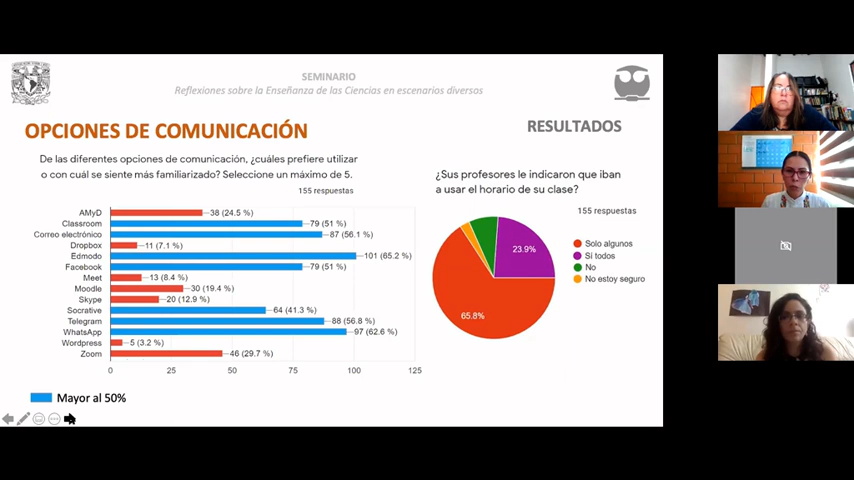 SEMINARIO
Reflexiones sobre la Enseñanza de las Ciencias en escenarios diversos
OPCIONES DE COMUNICACIÓN
RESULTADOS
De las diferentes opciones de comunicación, ¿cuáles prefiere utilizar
o con cuál se siente más familiarizado? Seleccione un máximo de 5.
155 respuestas
AMyD 38 (24.5 %)
Classroom 79 (51 %)
Correo electrónico 87 (56.1 %)
Dropbox 11 (7.1 %)
Edmodo 101 (65.2 %)
Facebook 79 (51 %)
Meet 13 (8.4 %)
Moodle 30 (19.4 %)
Skype 20 (12.9 %)
Socrative 64 (41.3 %)
Telegram 88 (56.8 %)
WhatsApp 97 (62.6 %)
Wordpress 5 (3.2 %)
Zoom 46 (29.7 %)
0 25 50 75 100 125
Mayor al 50%
¿Sus profesores le indicaron que iban
a usar el horario de su clase?
155 respuestas
23.9%
65.8%
Solo algunos
Si todos
No
No estoy seguro